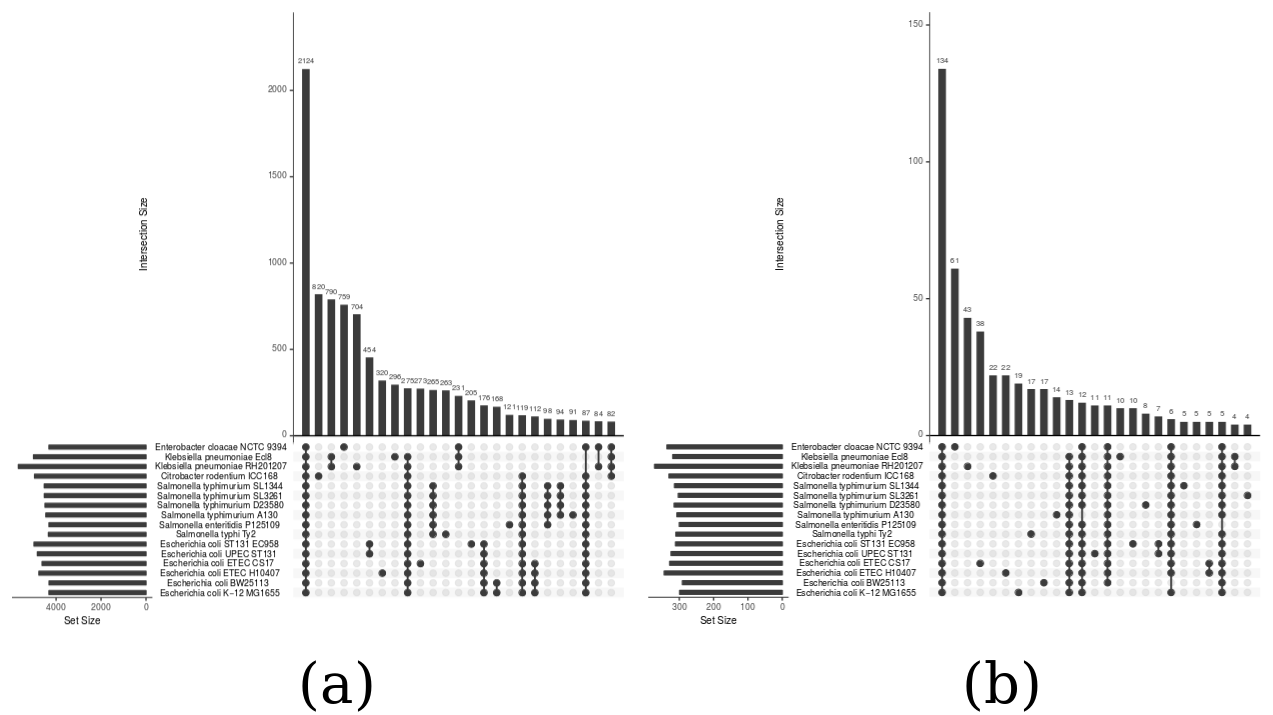 2124
2000
1500
1000
500
0
820
790
759
704
454
320
296
275
273
265
263
231
205
176
168
121
119
112
98
94
91
87
84
82
Intersection Size
Enterobacter cloacae NCTC 9394
Klebsiella pneumoniae Ecl8
Klebsiella pneumoniae RH201207
Citrobacter rodentium ICC168
Salmonella typhimurium SL1344
Salmonella typhimurium SL3261
Salmonella typhimurium D23580
Salmonella typhimurium A130
Salmonella enteritidis P125109
Salmonella typhi Ty2
Escherichia coli ST131 EC958
Escherichia coli UPEC ST131
Escherichia coli ETEC CS17
Escherichia coli ETEC H10407
Escherichia coli BW25113
Escherichia coli K-12 MG1655
4000 2000 0
Set Size
(a)
150
100
50
0
134
61
43
38
22
22
19
17
17
14
13
12
11
11
10
10
8
7
6
5
5
5
5
4
4
Intersection Size
Enterobacter cloacae NCTC 9394
Klebsiella pneumoniae Ecl8
Klebsiella pneumoniae RH201207
Citrobacter rodentium ICC168
Salmonella typhimurium SL1344
Salmonella typhimurium SL3261
Salmonella typhimurium D23580
Salmonella typhimurium A130
Salmonella enteritidis P125109
Salmonella typhi Ty2
Escherichia coli ST131 EC958
Escherichia coli UPEC ST131
Escherichia coli ETEC CS17
Escherichia coli ETEC H10407
Escherichia coli BW25113
Escherichia coli K-12 MG1655
300 200 100 0
Set Size
(b)